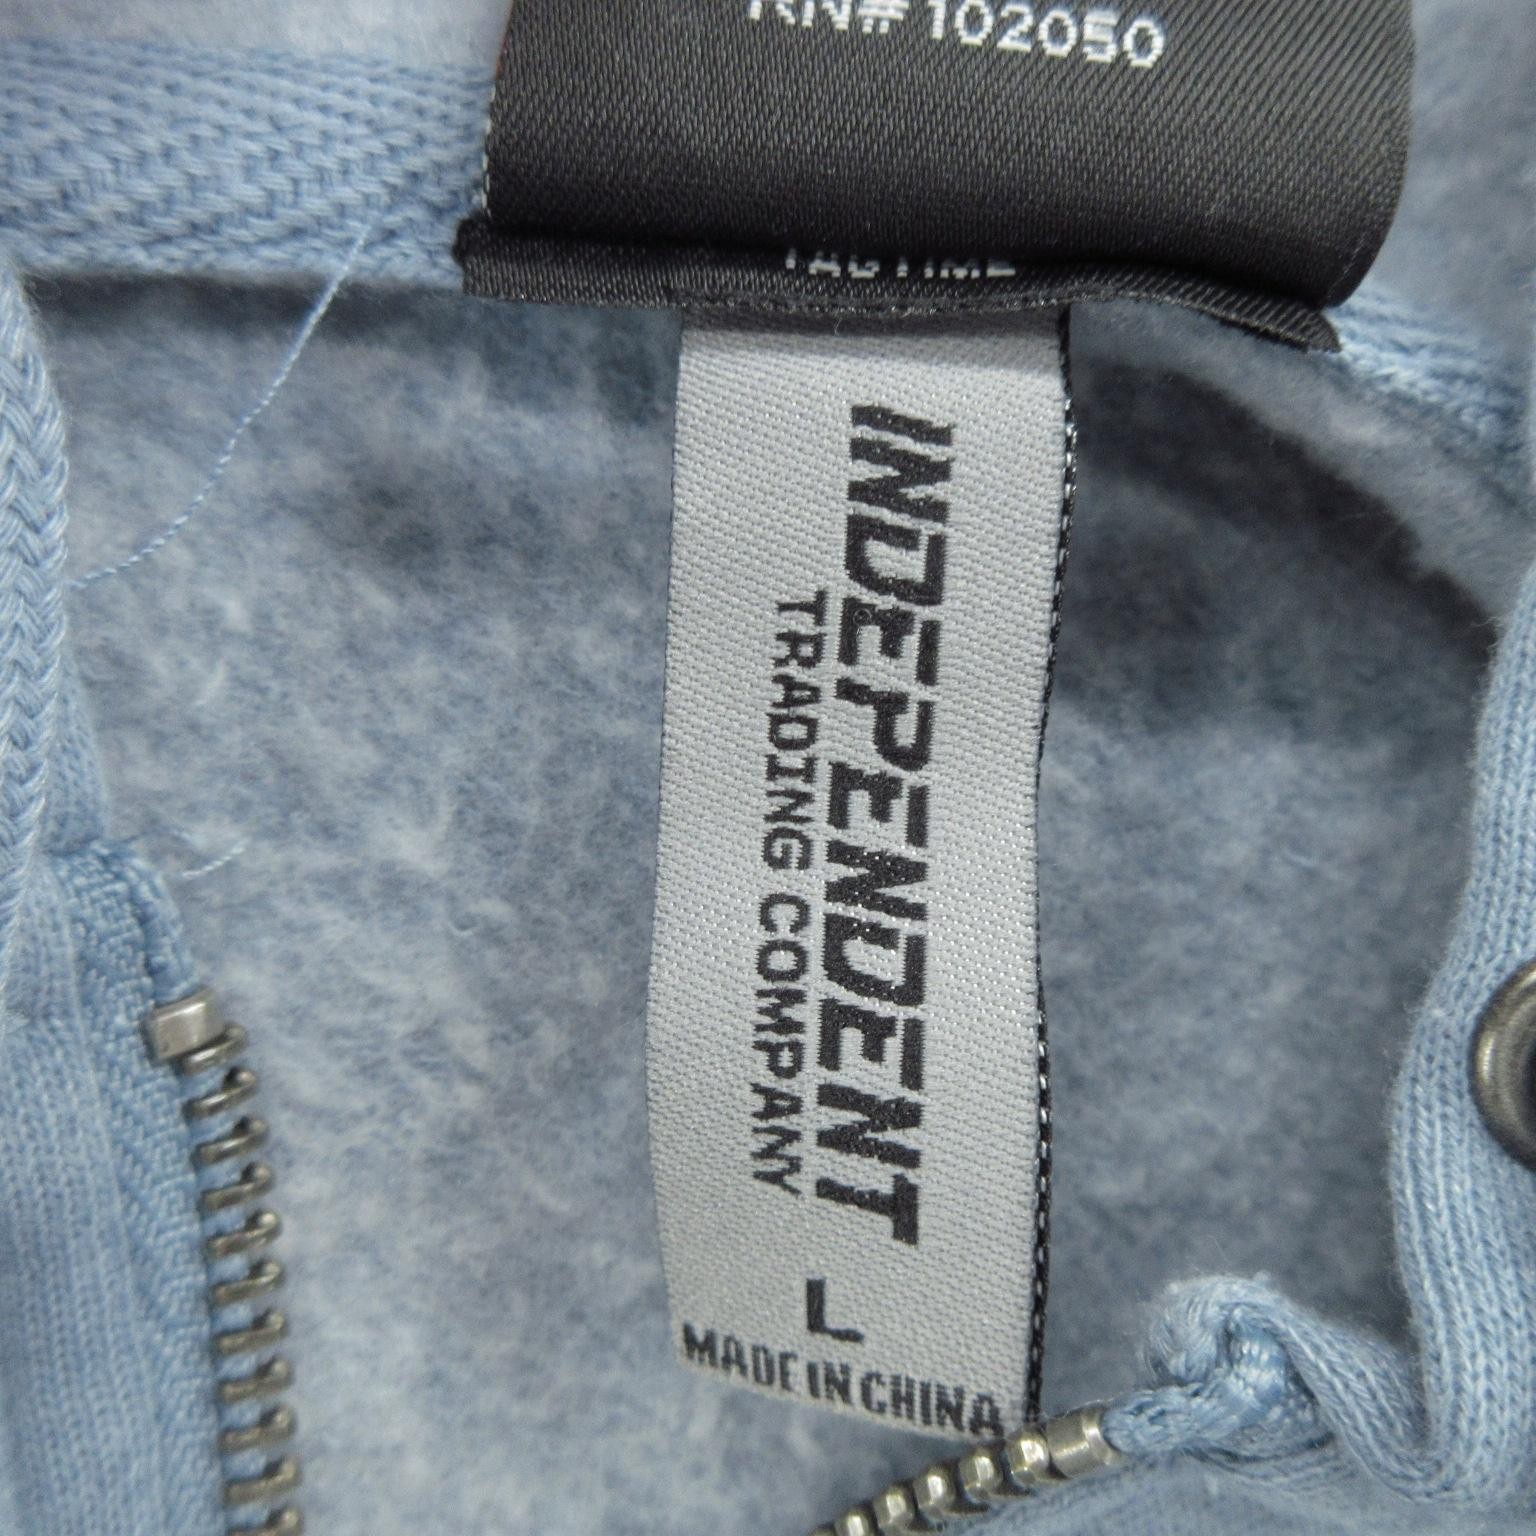 RN# 102050
INDEPENDENT
TRADING COMPANY
L
MADE IN CHINA